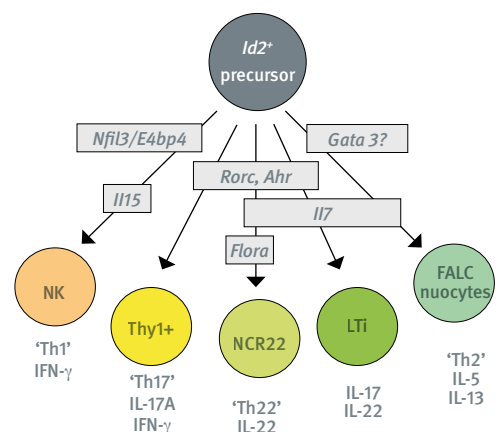 Id2+
precursor
Nfil3/E4bp4
Gata 3?
Rorc, Ahr
Il15
Il7
Flora
NK
Thy1+
NCR22
LTi
FALC
nuocytes
‘Th1’
IFN-γ
‘Th17’
IL-17A
IFN-γ
‘Th22’
IL-22
IL-17
IL-22
‘Th2’
IL-5
IL-13